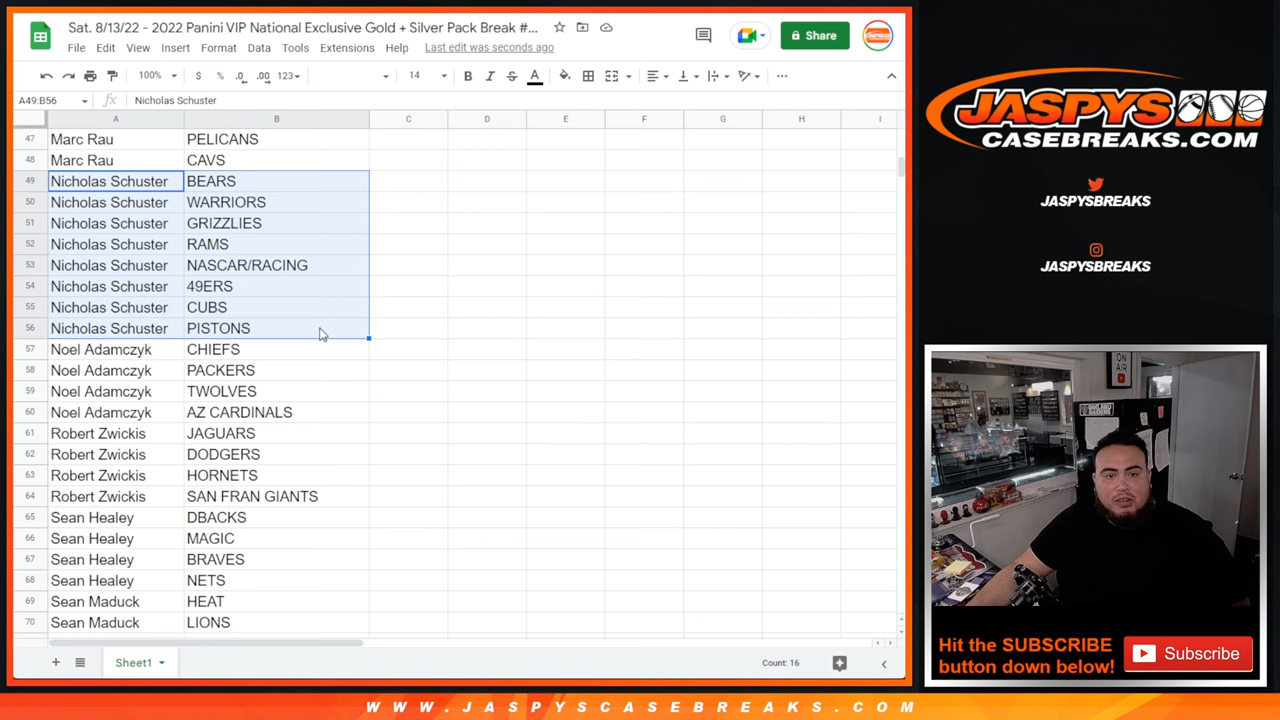 Sat. 8/13/22 - 2022 Panini VIP National Exclusive Gold + Silver Pack Break #...
File Edit View Insert Format Data Tools Extensions Help Last edit was seconds ago
Share
100% $ % .0 .00 123 14 B I S A
A49:B56 fx Nicholas Schuster
A B C D E F G H I
47 Marc Rau PELICANS
48 Marc Rau CAVS
49 Nicholas Schuster BEARS
50 Nicholas Schuster WARRIORS
51 Nicholas Schuster GRIZZLIES
52 Nicholas Schuster RAMS
53 Nicholas Schuster NASCAR/RACING
54 Nicholas Schuster 49ERS
55 Nicholas Schuster CUBS
56 Nicholas Schuster PISTONS
57 Noel Adamczyk CHIEFS
58 Noel Adamczyk PACKERS
59 Noel Adamczyk TWOLVES
60 Noel Adamczyk AZ CARDINALS
61 Robert Zwickis JAGUARS
62 Robert Zwickis DODGERS
63 Robert Zwickis HORNETS
64 Robert Zwickis SAN FRAN GIANTS
65 Sean Healey DBACKS
66 Sean Healey MAGIC
67 Sean Healey BRAVES
68 Sean Healey NETS
69 Sean Maduck HEAT
70 Sean Maduck LIONS
Sheet1
Count: 16
JASPYS
CASEBREAKS.COM
JASPYSBREAKS
JASPYSBREAKS
ON
AIR
Hit the SUBSCRIBE
button down below!
Subscribe
WWW.JASPYSCASEBREAKS.COM